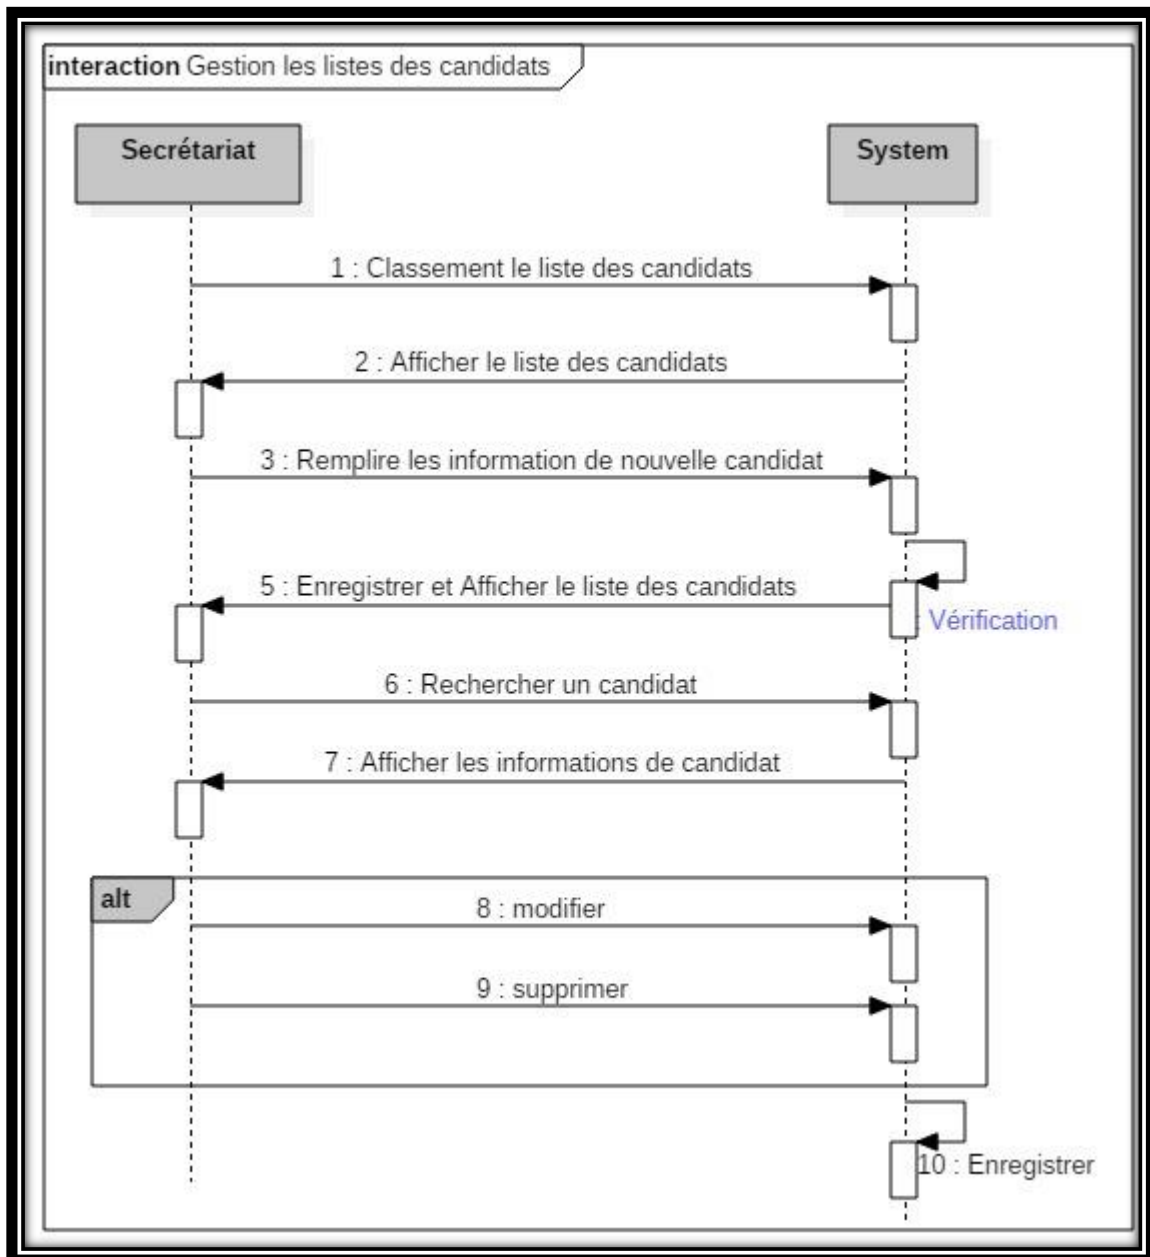 interaction Gestion les listes des candidats
Secrétariat
System
1 : Classement le liste des candidats
2 : Afficher le liste des candidats
3 : Remplire les information de nouvelle candidat
5 : Enregistrer et Afficher le liste des candidats
: Vérification
6 : Rechercher un candidat
7 : Afficher les informations de candidat
alt
8 : modifier
9 : supprimer
10 : Enregistrer